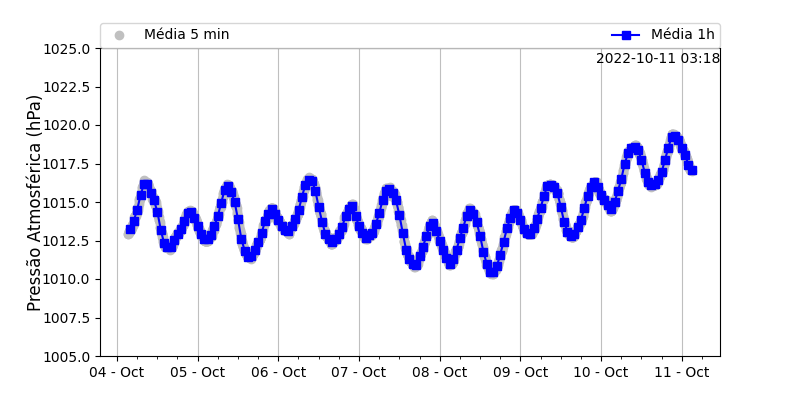 Média 5 min
Média 1h
2022-10-11 03:18
Pressão Atmosférica (hPa)
1025.0
1022.5
1020.0
1017.5
1015.0
1012.5
1010.0
1007.5
1005.0
04 - Oct
05 - Oct
06 - Oct
07 - Oct
08 - Oct
09 - Oct
10 - Oct
11 - Oct